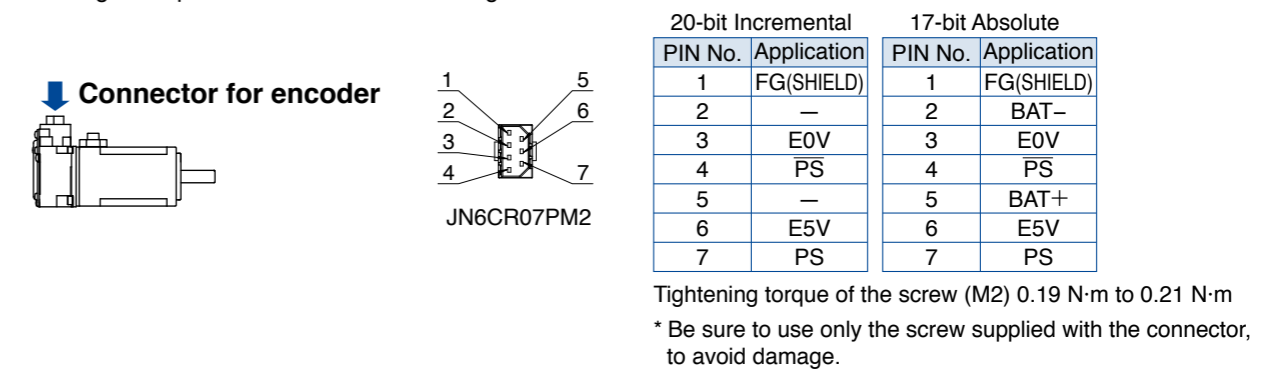 Connector for encoder
1
2
3
4
5
6
7
JN6CR07PM2
20-bit Incremental
PIN No. Application
1 FG(SHIELD)
2 —
3 E0V
4 P̅S̅
5 —
6 E5V
7 PS
17-bit Absolute
PIN No. Application
1 FG(SHIELD)
2 BAT−
3 E0V
4 P̅S̅
5 BAT+
6 E5V
7 PS
Tightening torque of the screw (M2) 0.19 N·m to 0.21 N·m
* Be sure to use only the screw supplied with the connector,
to avoid damage.